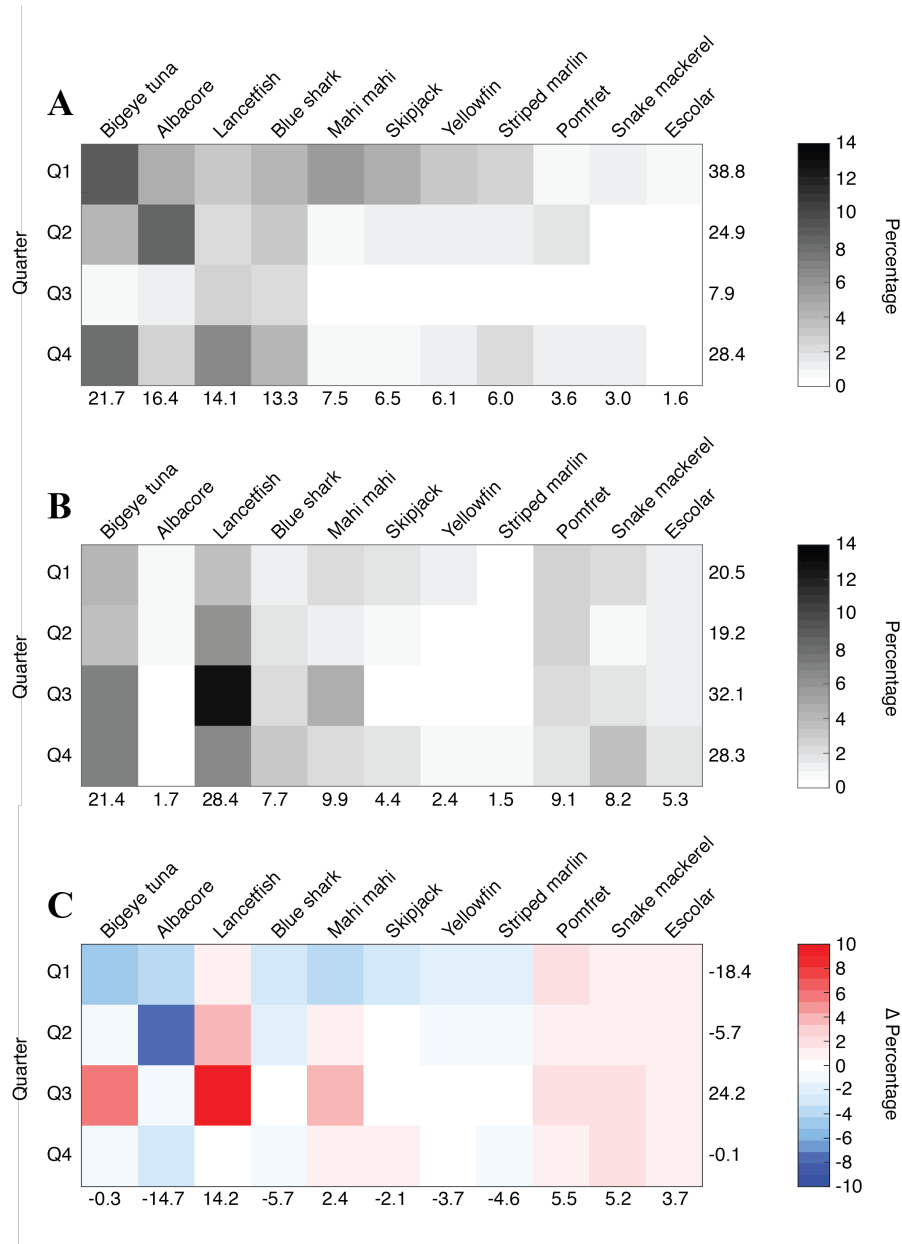 A
Bigeye tuna
Albacore
Lancetfish
Blue shark
Mahi mahi
Skipjack
Yellowfin
Striped marlin
Pomfret
Snake mackerel
Escolar
Quarter
Q1
38.8
Q2
24.9
Q3
7.9
Q4
28.4
21.7 16.4 14.1 13.3 7.5 6.5 6.1 6.0 3.6 3.0 1.6
14
12
10
8
6
4
2
0
Percentage
B
Bigeye tuna
Albacore
Lancetfish
Blue shark
Mahi mahi
Skipjack
Yellowfin
Striped marlin
Pomfret
Snake mackerel
Escolar
Quarter
Q1
20.5
Q2
19.2
Q3
32.1
Q4
28.3
21.4 1.7 28.4 7.7 9.9 4.4 2.4 1.5 9.1 8.2 5.3
14
12
10
8
6
4
2
0
Percentage
C
Bigeye tuna
Albacore
Lancetfish
Blue shark
Mahi mahi
Skipjack
Yellowfin
Striped marlin
Pomfret
Snake mackerel
Escolar
Quarter
Q1
-18.4
Q2
-5.7
Q3
24.2
Q4
-0.1
-0.3 -14.7 14.2 -5.7 2.4 -2.1 -3.7 -4.6 5.5 5.2 3.7
10
8
6
4
2
0
-2
-4
-6
-8
-10
Δ Percentage